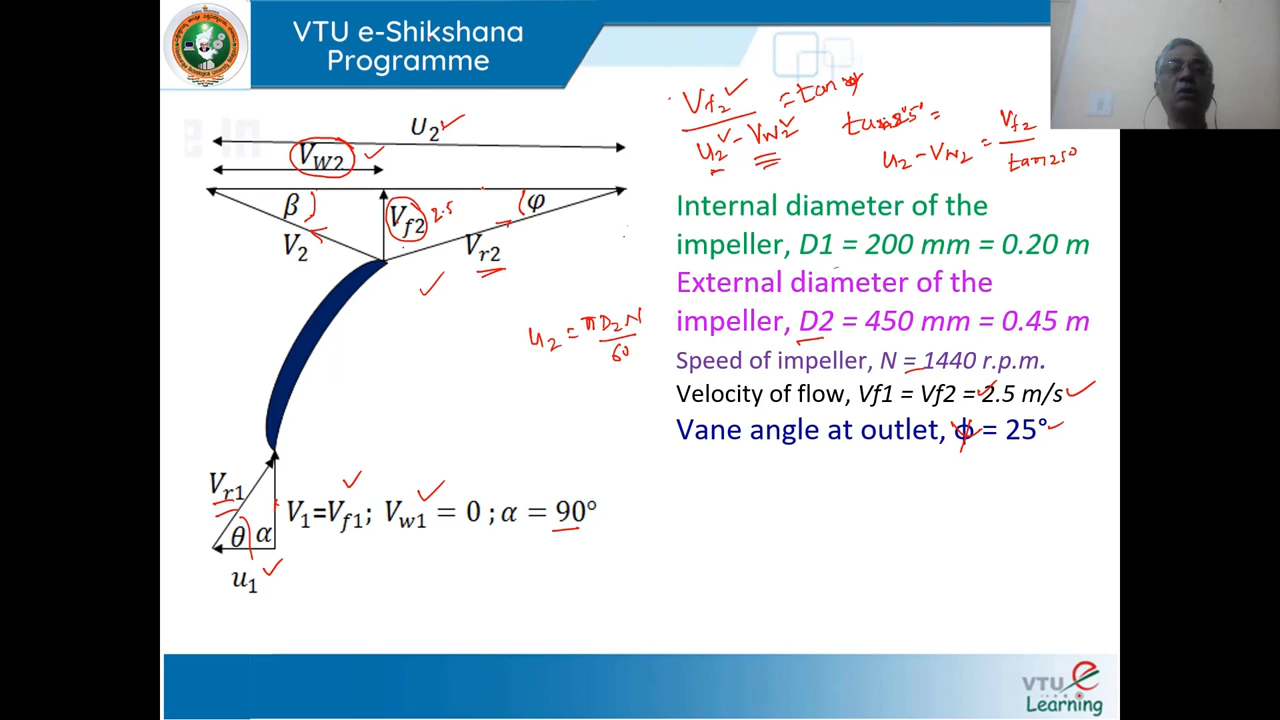 VTU e-Shikshana
Programme
U2
VW2
β
Vf2
2.5
φ
V2
Vr2
Vf2 = tan
u2 - Vw2
tan25° =
u2 - Vw2 = Vf2
tan25°
Internal diameter of the
impeller, D1 = 200 mm = 0.20 m
External diameter of the
impeller, D2 = 450 mm = 0.45 m
u2 = πD2N
60
Speed of impeller, N = 1440 r.p.m.
Velocity of flow, Vf1 = Vf2 = 2.5 m/s
Vane angle at outlet, ϕ = 25°
Vr1
V1=Vf1; Vw1 = 0 ; α = 90°
θ α
u1
VTU e
Learning